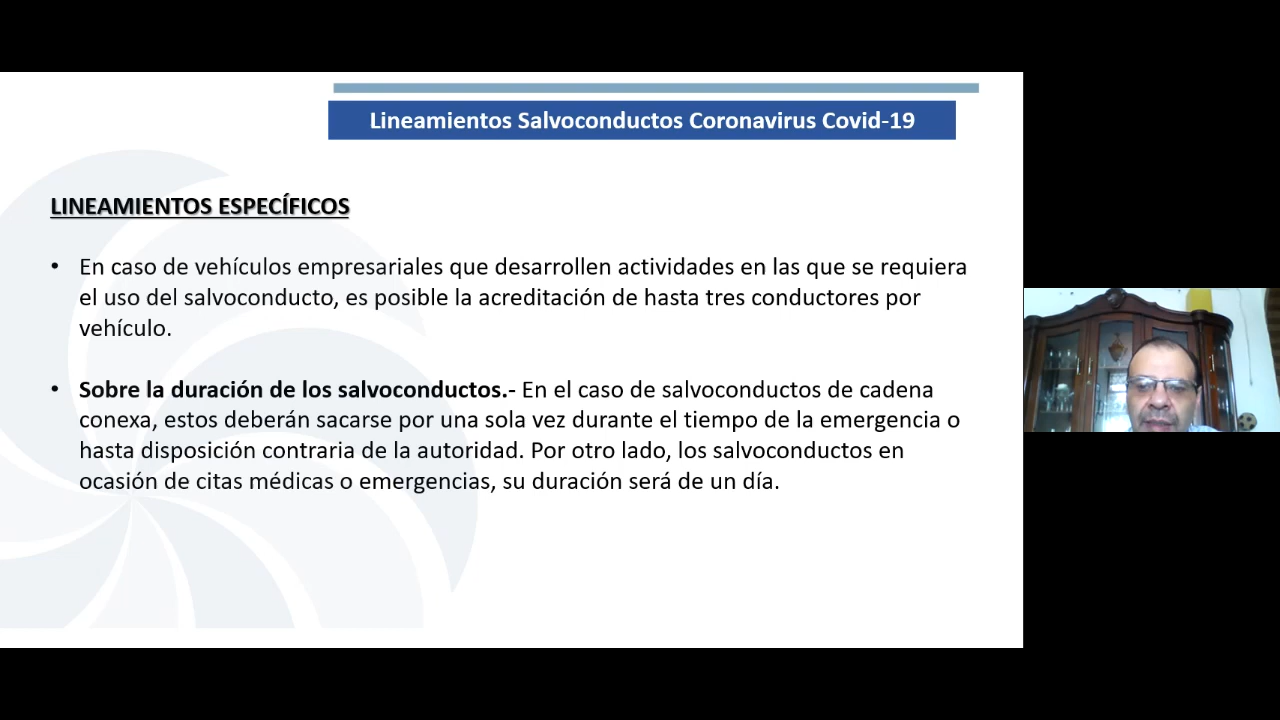 Lineamientos Salvoconductos Coronavirus Covid-19
LINEAMIENTOS ESPECÍFICOS
• En caso de vehículos empresariales que desarrollen actividades en las que se requiera
el uso del salvoconducto, es posible la acreditación de hasta tres conductores por
vehículo.
• Sobre la duración de los salvoconductos.- En el caso de salvoconductos de cadena
conexa, estos deberán sacarse por una sola vez durante el tiempo de la emergencia o
hasta disposición contraria de la autoridad. Por otro lado, los salvoconductos en
ocasión de citas médicas o emergencias, su duración será de un día.